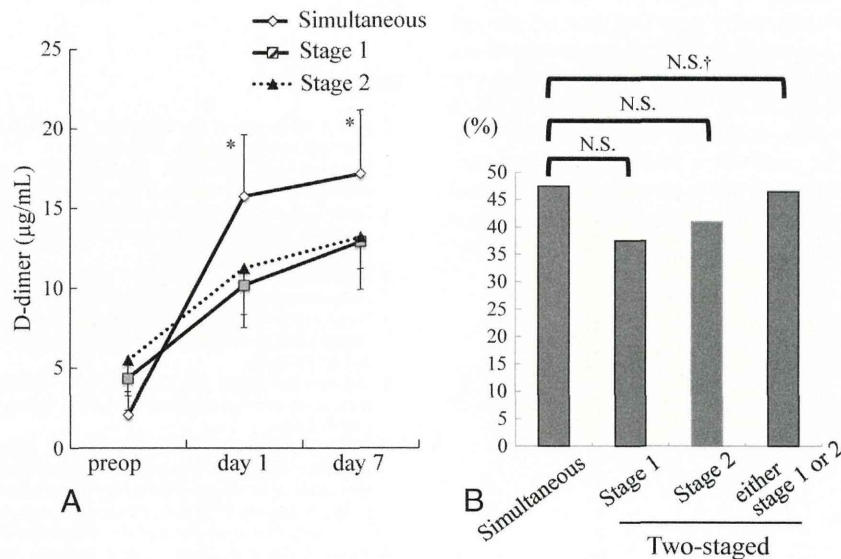 Simultaneous
Stage 1
Stage 2
25
20
15
10
5
0
D-dimer (μg/mL)
*
*
preop
day 1
day 7
A
N.S.†
N.S.
(%)
N.S.
50
45
40
35
30
25
20
15
10
5
0
Simultaneous
Stage 1
Stage 2
either
stage 1 or 2
Two-staged
B